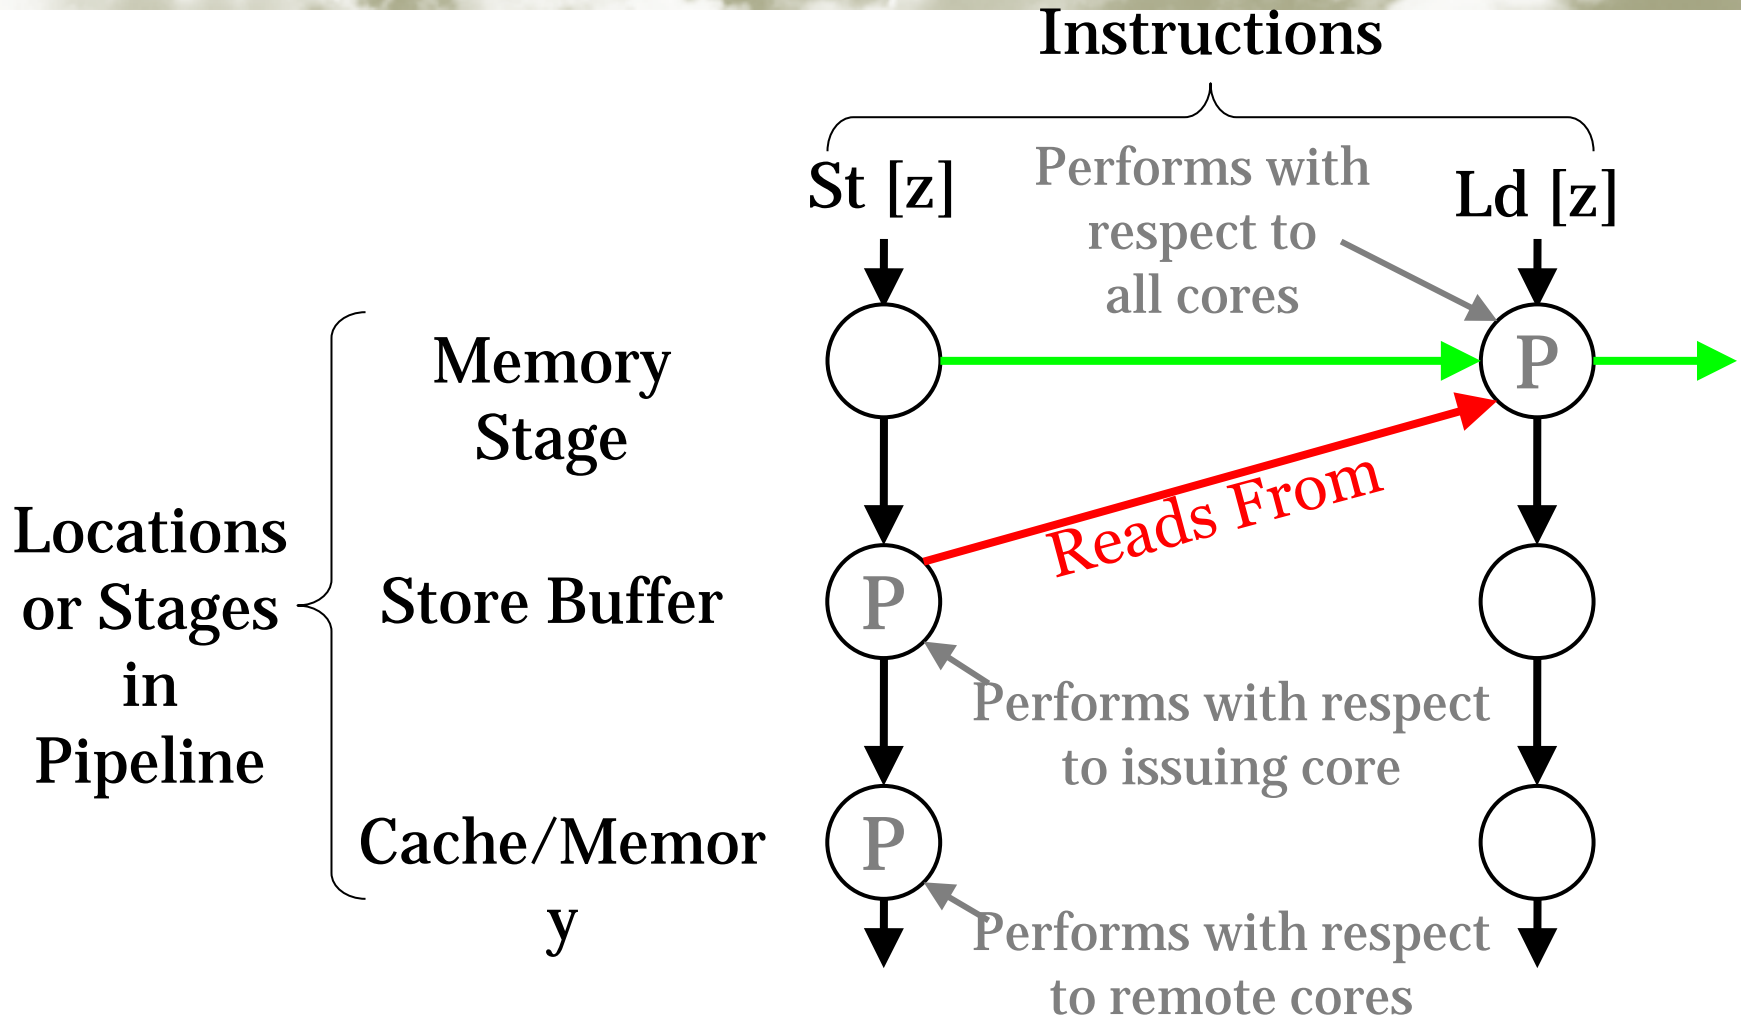 Instructions
St [z]
Performs with
respect to
all cores
Ld [z]
Memory
Stage
P
Reads From
Locations
or Stages
in
Pipeline
Store Buffer
P
Performs with respect
to issuing core
Cache/Memor
y
P
Performs with respect
to remote cores